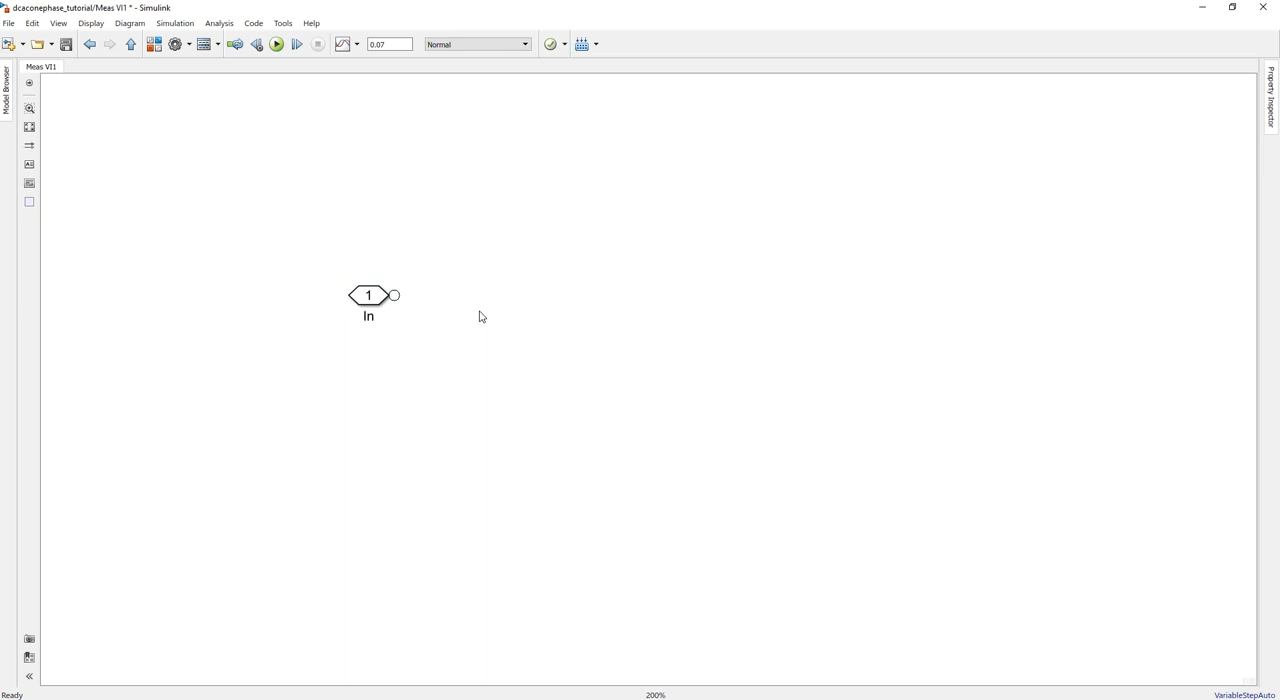 dcaconephase_tutorial/Meas VI1 * - Simulink
File Edit View Display Diagram Simulation Analysis Code Tools Help
0.07 Normal
Meas VI1
Model Browser
Property Inspector
1
In
Ready 200% VariableStepAuto